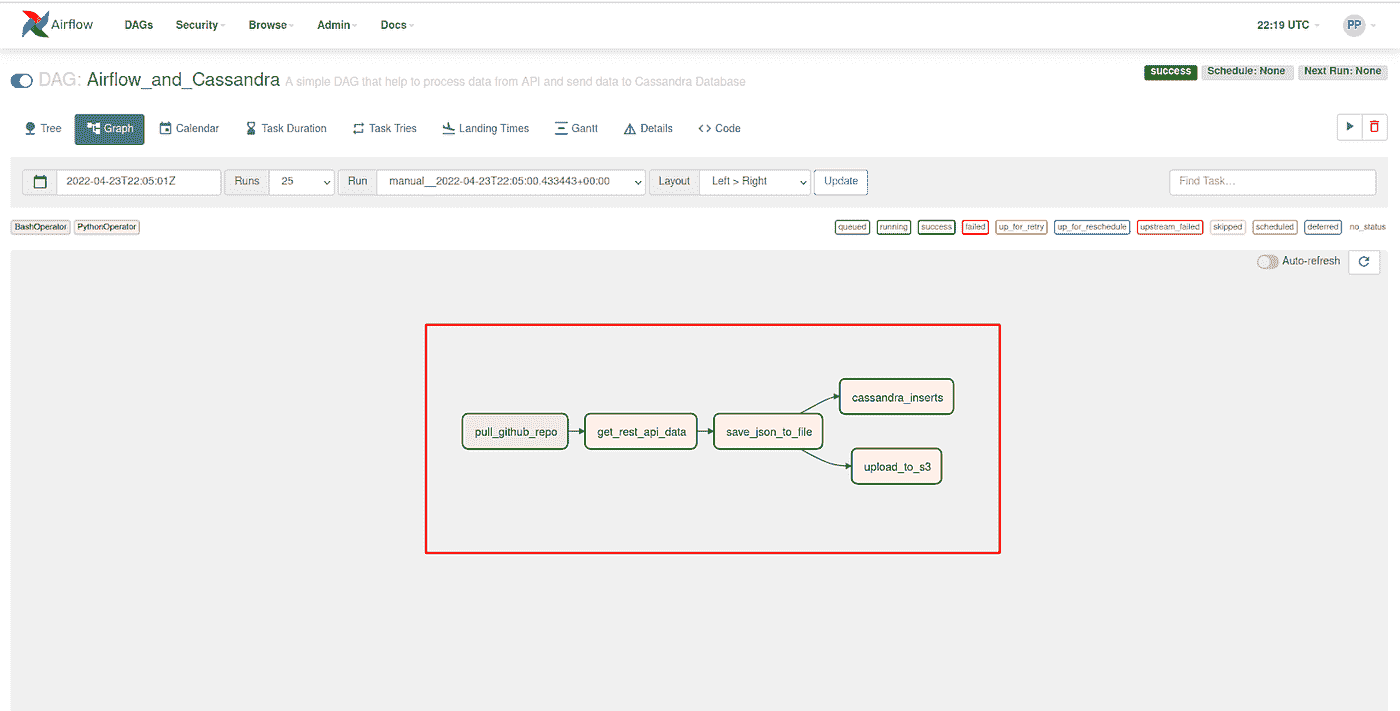 Airflow DAGs Security Browse Admin Docs 22:19 UTC PP
DAG: Airflow_and_Cassandra A simple DAG that help to process data from API and send data to Cassandra Database success Schedule: None Next Run: None
Tree Graph Calendar Task Duration Task Tries Landing Times Gantt Details Code
2022-04-23T22:05:01Z Runs 25 Run manual__2022-04-23T22:05:00.433443+00:00 Layout Left > Right Update Find Task...
BashOperator PythonOperator queued running success failed up_for_retry up_for_reschedule upstream_failed skipped scheduled deferred no_status
Auto-refresh
cassandra_inserts
pull_github_repo get_rest_api_data save_json_to_file
upload_to_s3